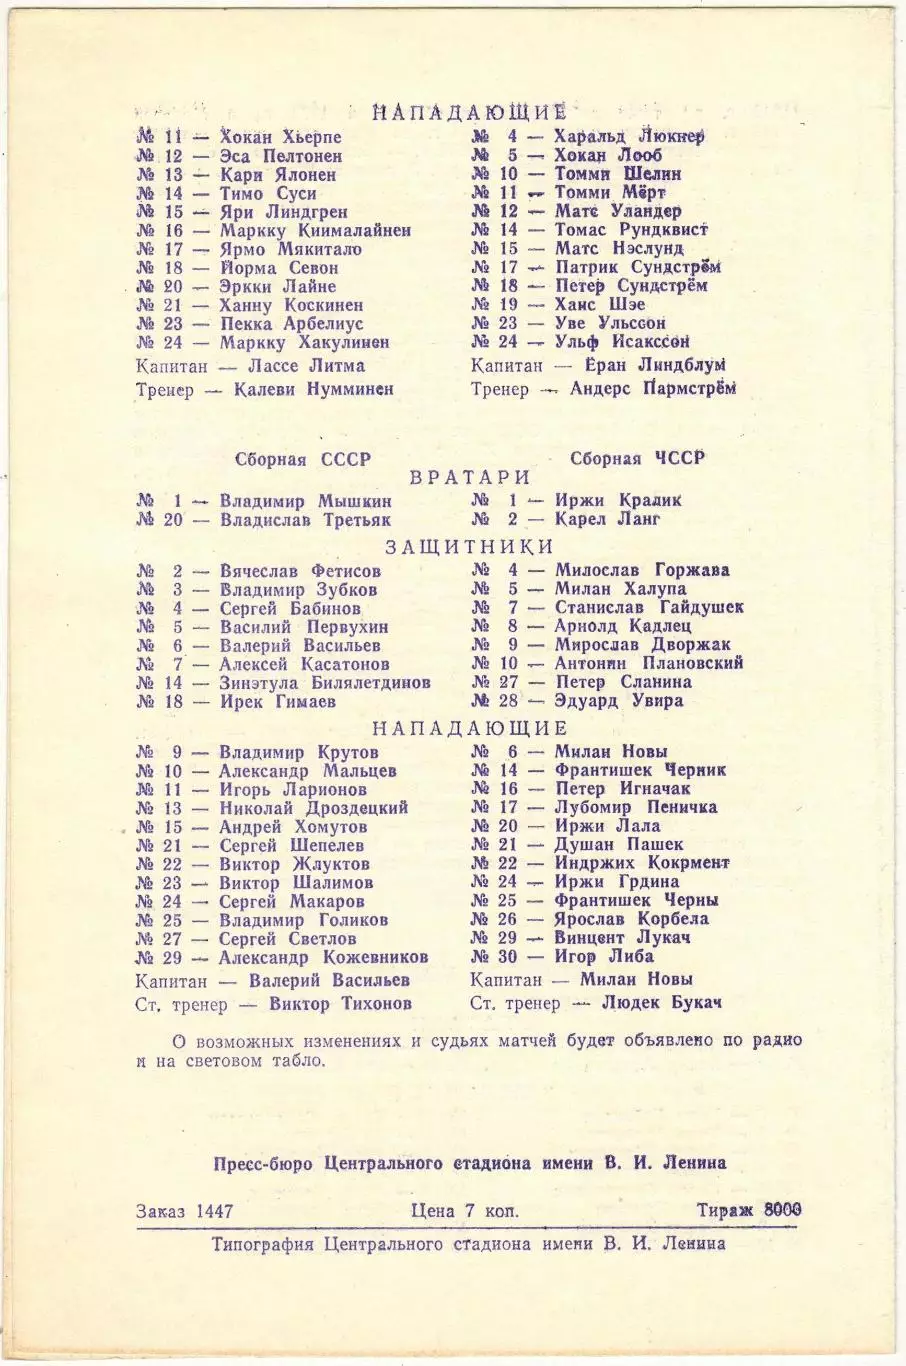 НАПАДАЮЩИЕ
№ 11 — Хокан Хьерпе № 4 — Харальд Люкнер
№ 12 — Эса Пелтонен № 5 — Хокан Лооб
№ 13 — Кари Ялонен № 10 — Томми Шелин
№ 14 — Тимо Суси № 11 — Томми Мёрт
№ 15 — Яри Линдгрен № 12 — Матс Уландер
№ 16 — Маркку Киималайнен № 14 — Томас Рундквист
№ 17 — Ярмо Мякитало № 15 — Матс Нэслунд
№ 18 — Йорма Севон № 17 — Патрик Сундстрём
№ 20 — Эркки Лайне № 18 — Петер Сундстрём
№ 21 — Ханну Коскинен № 19 — Ханс Шэе
№ 23 — Пекка Арбелиус № 23 — Уве Ульссон
№ 24 — Маркку Хакулинен № 24 — Ульф Исакссон
Капитан — Лассе Литма Капитан — Ёран Линдблум
Тренер — Калеви Нумминен Тренер — Андерс Пармстрём
Сборная СССР Сборная ЧССР
ВРАТАРИ
№ 1 — Владимир Мышкин № 1 — Иржи Кралик
№ 20 — Владислав Третьяк № 2 — Карел Ланг
ЗАЩИТНИКИ
№ 2 — Вячеслав Фетисов № 4 — Милослав Горжава
№ 3 — Владимир Зубков № 5 — Милан Халупа
№ 4 — Сергей Бабинов № 7 — Станислав Гайдушек
№ 5 — Василий Первухин № 8 — Арнолд Кадлец
№ 6 — Валерий Васильев № 9 — Мирослав Дворжак
№ 7 — Алексей Касатонов № 10 — Антонин Плановский
№ 14 — Зинэтула Билялетдинов № 27 — Петер Сланина
№ 18 — Ирек Гимаев № 28 — Эдуард Увира
НАПАДАЮЩИЕ
№ 9 — Владимир Крутов № 6 — Милан Новы
№ 10 — Александр Мальцев № 14 — Франтишек Черник
№ 11 — Игорь Ларионов № 16 — Петер Игначак
№ 13 — Николай Дроздецкий № 17 — Лубомир Пеничка
№ 15 — Андрей Хомутов № 20 — Иржи Лала
№ 21 — Сергей Шепелев № 21 — Душан Пашек
№ 22 — Виктор Жлуктов № 22 — Индржих Кокрмент
№ 23 — Виктор Шалимов № 24 — Иржи Грдина
№ 24 — Сергей Макаров № 25 — Франтишек Черны
№ 25 — Владимир Голиков № 26 — Ярослав Корбела
№ 27 — Сергей Светлов № 29 — Винцент Лукач
№ 29 — Александр Кожевников № 30 — Игор Либа
Капитан — Валерий Васильев Капитан — Милан Новы
Ст. тренер — Виктор Тихонов Ст. тренер — Людек Букач
О возможных изменениях и судьях матчей будет объявлено по радио
и на световом табло.
Пресс-бюро Центрального стадиона имени В. И. Ленина
Заказ 1447 Цена 7 коп. Тираж 8000
Типография Центрального стадиона имени В. И. Ленина